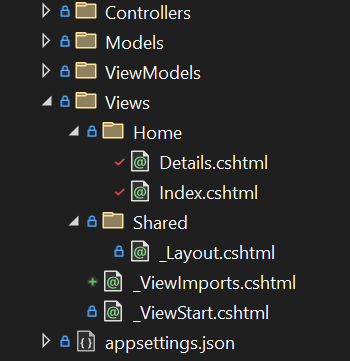 Controllers
Models
ViewModels
Views
Home
Details.cshtml
Index.cshtml
Shared
_Layout.cshtml
_ViewImports.cshtml
_ViewStart.cshtml
appsettings.json